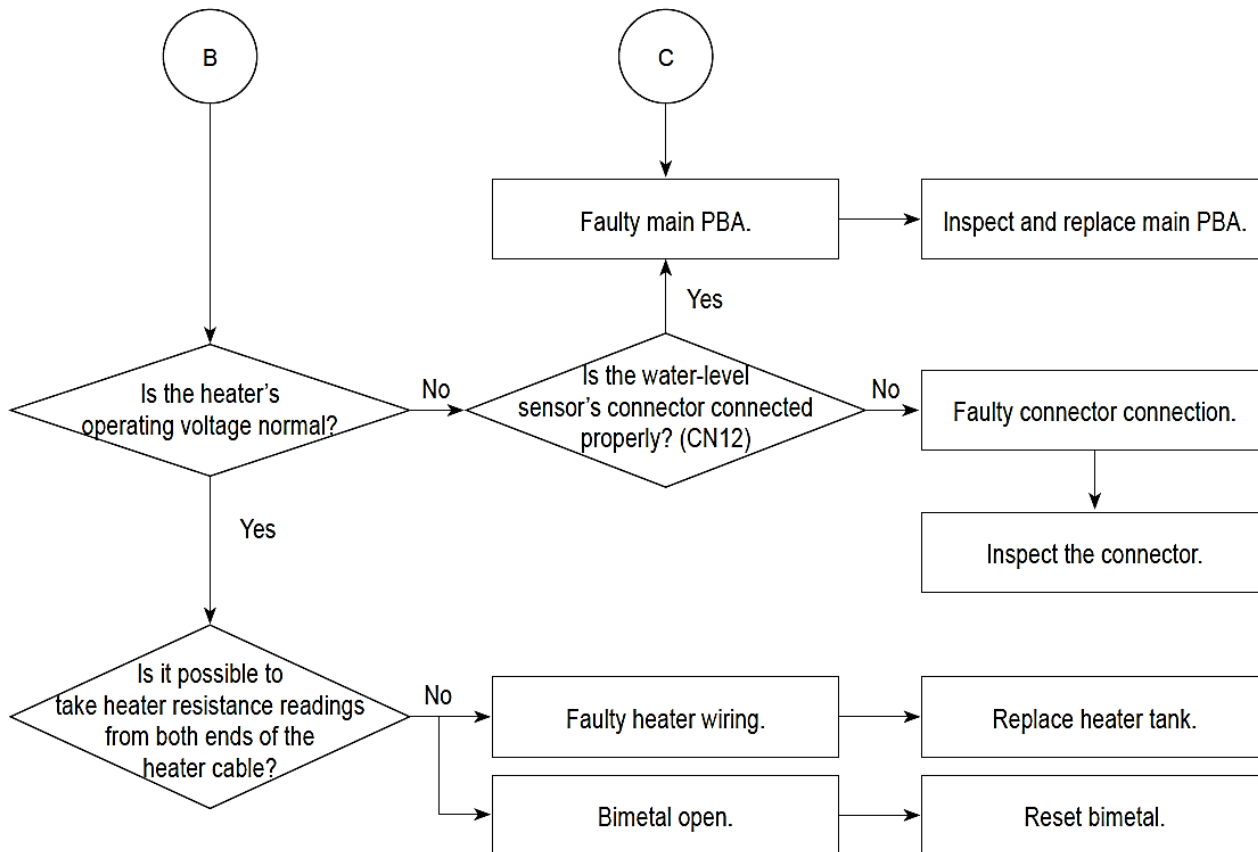 B
C
Faulty main PBA.
Inspect and replace main PBA.
Yes
Is the heater's
operating voltage normal?
No
Is the water-level
sensor's connector connected
properly? (CN12)
No
Faulty connector connection.
Yes
Inspect the connector.
Is it possible to
take heater resistance readings
from both ends of the
heater cable?
No
Faulty heater wiring.
Replace heater tank.
Bimetal open.
Reset bimetal.